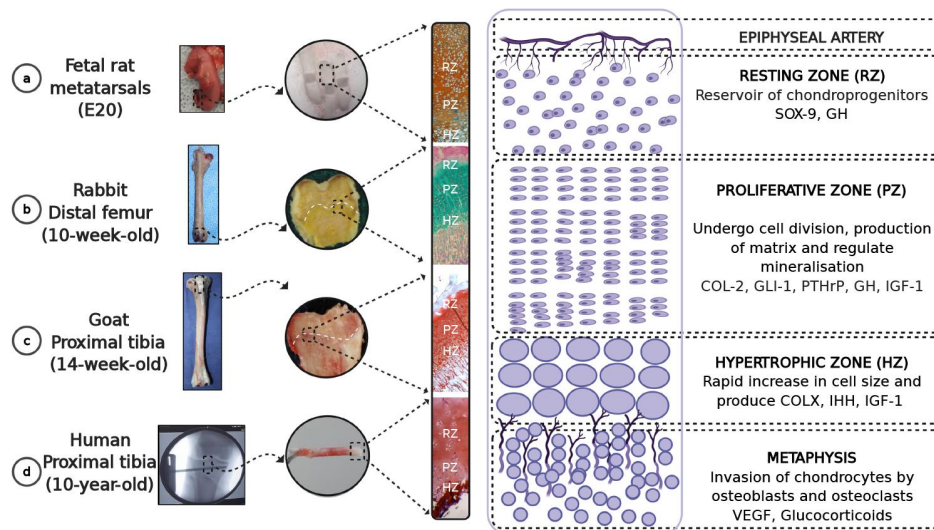 a
Fetal rat
metatarsals
(E20)
b
Rabbit
Distal femur
(10-week-old)
c
Goat
Proximal tibia
(14-week-old)
d
Human
Proximal tibia
(10-year-old)
RZ
PZ
HZ
RZ
PZ
HZ
RZ
PZ
HZ
RZ
PZ
HZ
EPIPHYSEAL ARTERY
RESTING ZONE (RZ)
Reservoir of chondroprogenitors
SOX-9, GH
PROLIFERATIVE ZONE (PZ)
Undergo cell division, production
of matrix and regulate
mineralisation
COL-2, GLI-1, PTHrP, GH, IGF-1
HYPERTROPHIC ZONE (HZ)
Rapid increase in cell size and
produce COLX, IHH, IGF-1
METAPHYSIS
Invasion of chondrocytes by
osteoblasts and osteoclasts
VEGF, Glucocorticoids